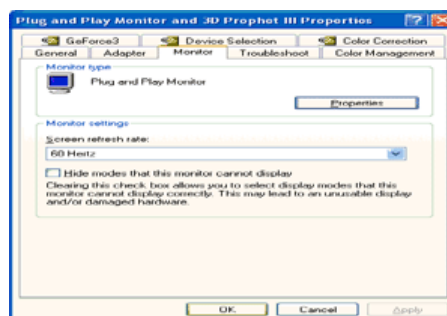 Plug and Play Monitor and 3D Prophet III Properties
GeForce3 Device Selection Color Correction
General Adapter Monitor Troubleshoot Color Management
Monitor type
Plug and Play Monitor
Properties
Monitor settings
Screen refresh rate:
60 Hertz
Hide modes that this monitor cannot display
Clearing this check box allows you to select display modes that this
monitor cannot display correctly. This may lead to an unusable display
and/or damaged hardware.
OK Cancel Apply